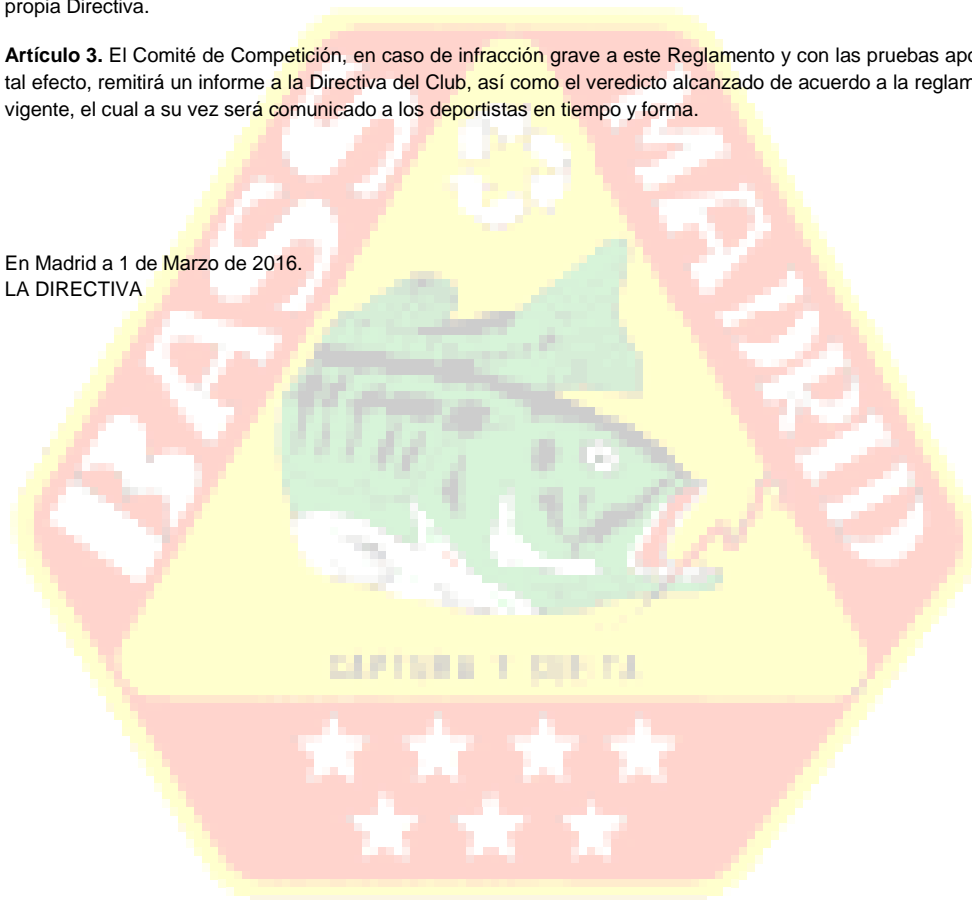 propia Directiva.
Artículo 3. El Comité de Competición, en caso de infracción grave a este Reglamento y con las pruebas apo
tal efecto, remitirá un informe a la Directiva del Club, así como el veredicto alcanzado de acuerdo a la reglam
vigente, el cual a su vez será comunicado a los deportistas en tiempo y forma.
En Madrid a 1 de Marzo de 2016.
LA DIRECTIVA
BASS
MADRID
CAPTURA Y SUELTA